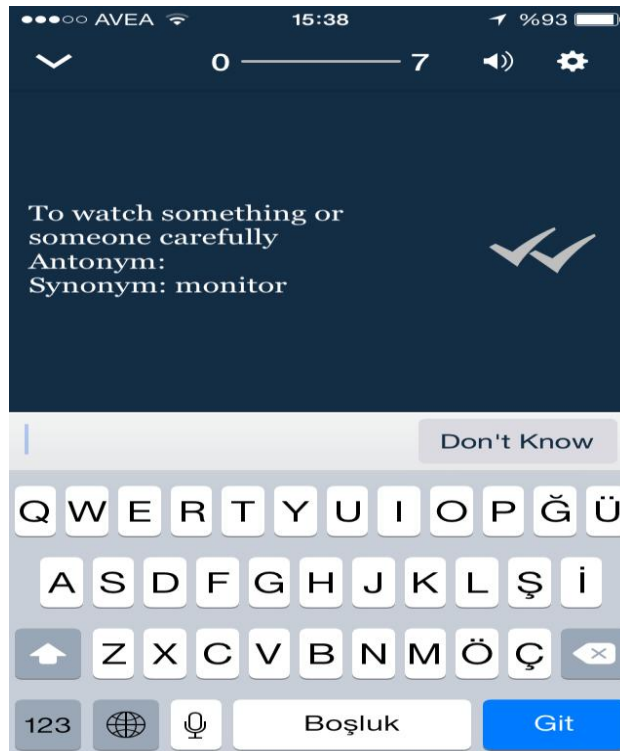 AVEA 15:38 %93
0 7
To watch something or
someone carefully
Antonym:
Synonym: monitor
Don't Know
Q W E R T Y U I O P Ğ Ü
A S D F G H J K L Ş İ
Z X C V B N M Ö Ç
123 Boşluk Git